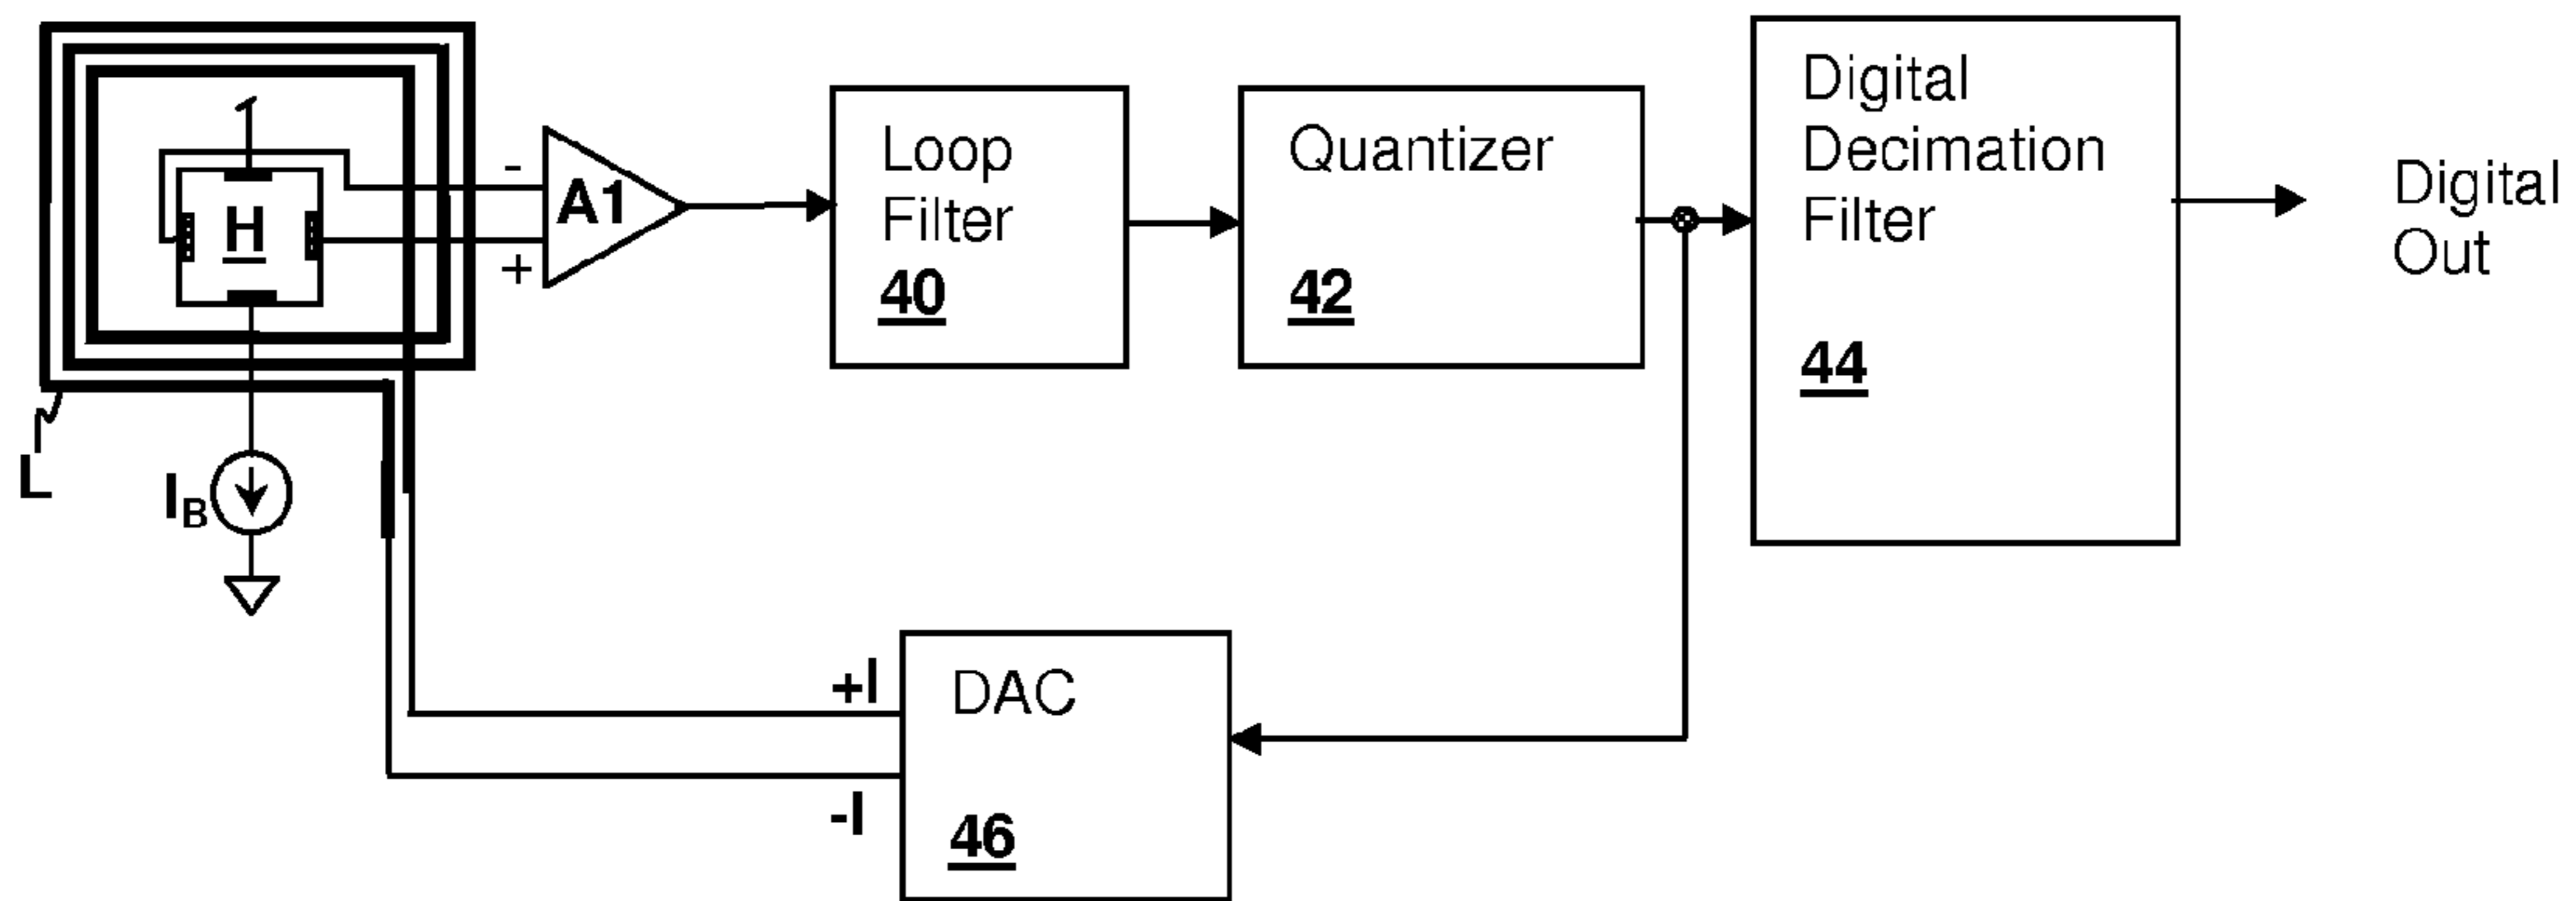 H
-
+
A1
Loop
Filter
40
Quantizer
42
Digital
Decimation
Filter
44
Digital
Out
L
IB
+I
-I
DAC
46